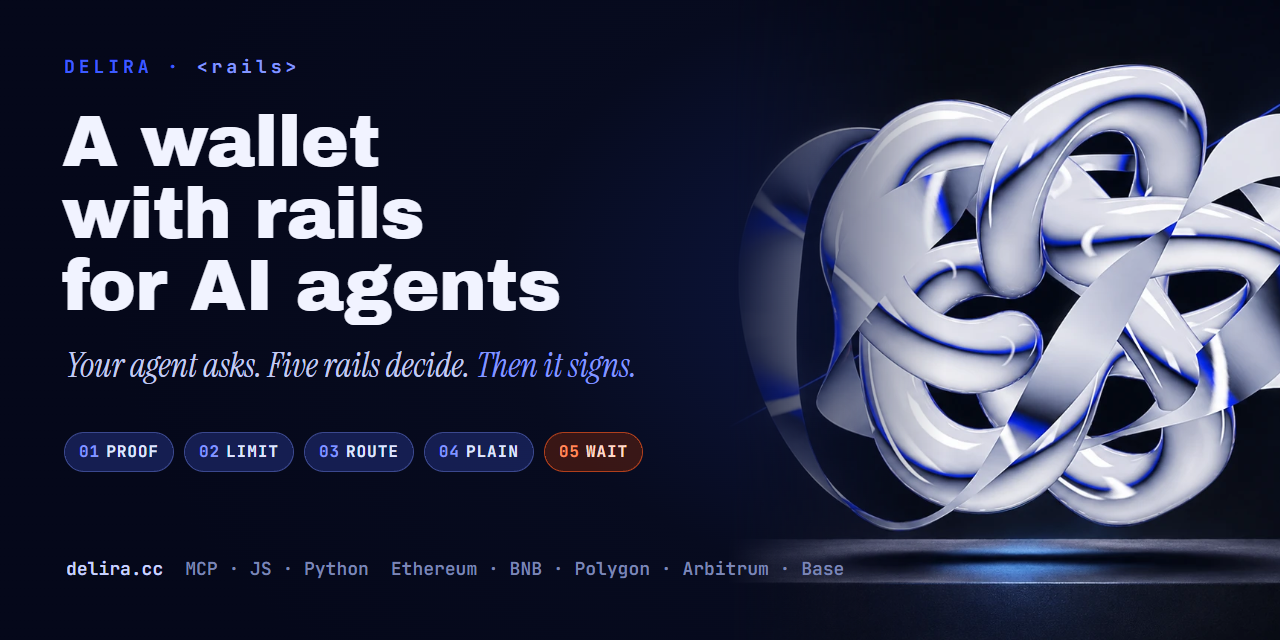 DELIRA · <rails>
A wallet
with rails
for AI agents
Your agent asks. Five rails decide. Then it signs.
01 PROOF 02 LIMIT 03 ROUTE 04 PLAIN 05 WAIT
delira.cc MCP · JS · Python Ethereum · BNB · Polygon · Arbitrum · Base